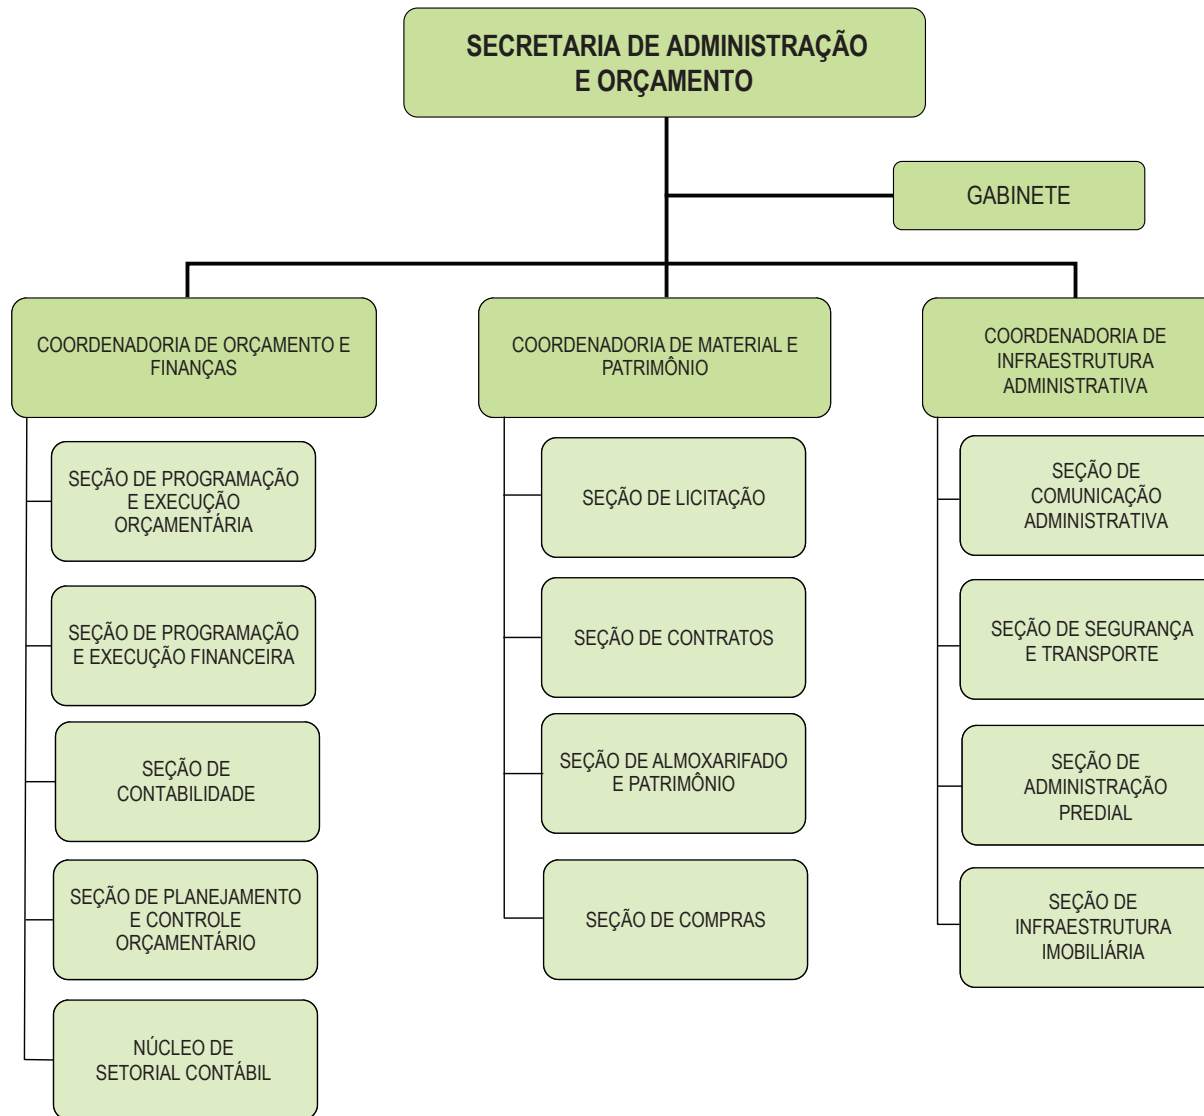 SECRETARIA DE ADMINISTRAÇÃO
E ORÇAMENTO
GABINETE
COORDENADORIA DE ORÇAMENTO E
FINANÇAS
SEÇÃO DE PROGRAMAÇÃO
E EXECUÇÃO
ORÇAMENTÁRIA
SEÇÃO DE PROGRAMAÇÃO
E EXECUÇÃO FINANCEIRA
SEÇÃO DE
CONTABILIDADE
SEÇÃO DE PLANEJAMENTO
E CONTROLE
ORÇAMENTÁRIO
NÚCLEO DE
SETORIAL CONTÁBIL
COORDENADORIA DE MATERIAL E
PATRIMÔNIO
SEÇÃO DE LICITAÇÃO
SEÇÃO DE CONTRATOS
SEÇÃO DE ALMOXARIFADO
E PATRIMÔNIO
SEÇÃO DE COMPRAS
COORDENADORIA DE
INFRAESTRUTURA
ADMINISTRATIVA
SEÇÃO DE
COMUNICAÇÃO
ADMINISTRATIVA
SEÇÃO DE SEGURANÇA
E TRANSPORTE
SEÇÃO DE
ADMINISTRAÇÃO
PREDIAL
SEÇÃO DE
INFRAESTRUTURA
IMOBILIÁRIA